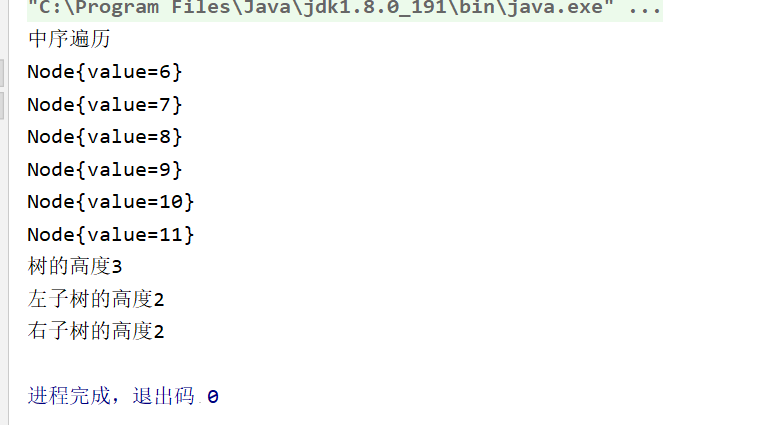 "C:\Program Files\Java\jdk1.8.0_191\bin\java.exe" ...
中序遍历
Node{value=6}
Node{value=7}
Node{value=8}
Node{value=9}
Node{value=10}
Node{value=11}
树的高度3
左子树的高度2
右子树的高度2
进程完成，退出码 0